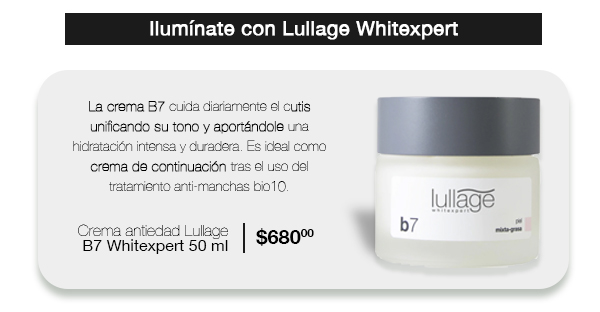 Ilumínate con Lullage Whitexpert
La crema B7 cuida diariamente el cutis
unificando su tono y aportándole una
hidratación intensa y duradera. Es ideal como
crema de continuación tras el uso del
tratamiento anti-manchas bio10.
Crema antiedad Lullage
B7 Whitexpert 50 ml
$680⁰⁰
lullage
whitexpert
b7
piel
mixta-grasa